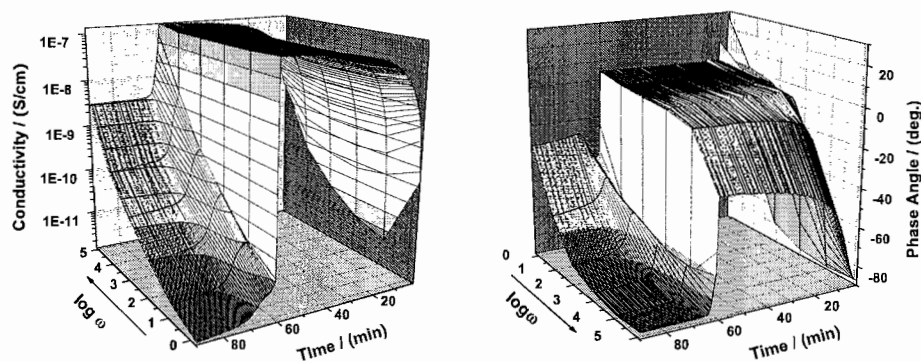 1E-7
1E-8
1E-9
1E-10
1E-11
Conductivity / (S/cm)
5
4
3
2
1
0
log ω
80
60
40
20
Time / (min)
20
0
-20
-40
-60
-80
Phase Angle / (deg.)
0
1
2
3
4
5
logω
80
60
40
20
Time / (min)